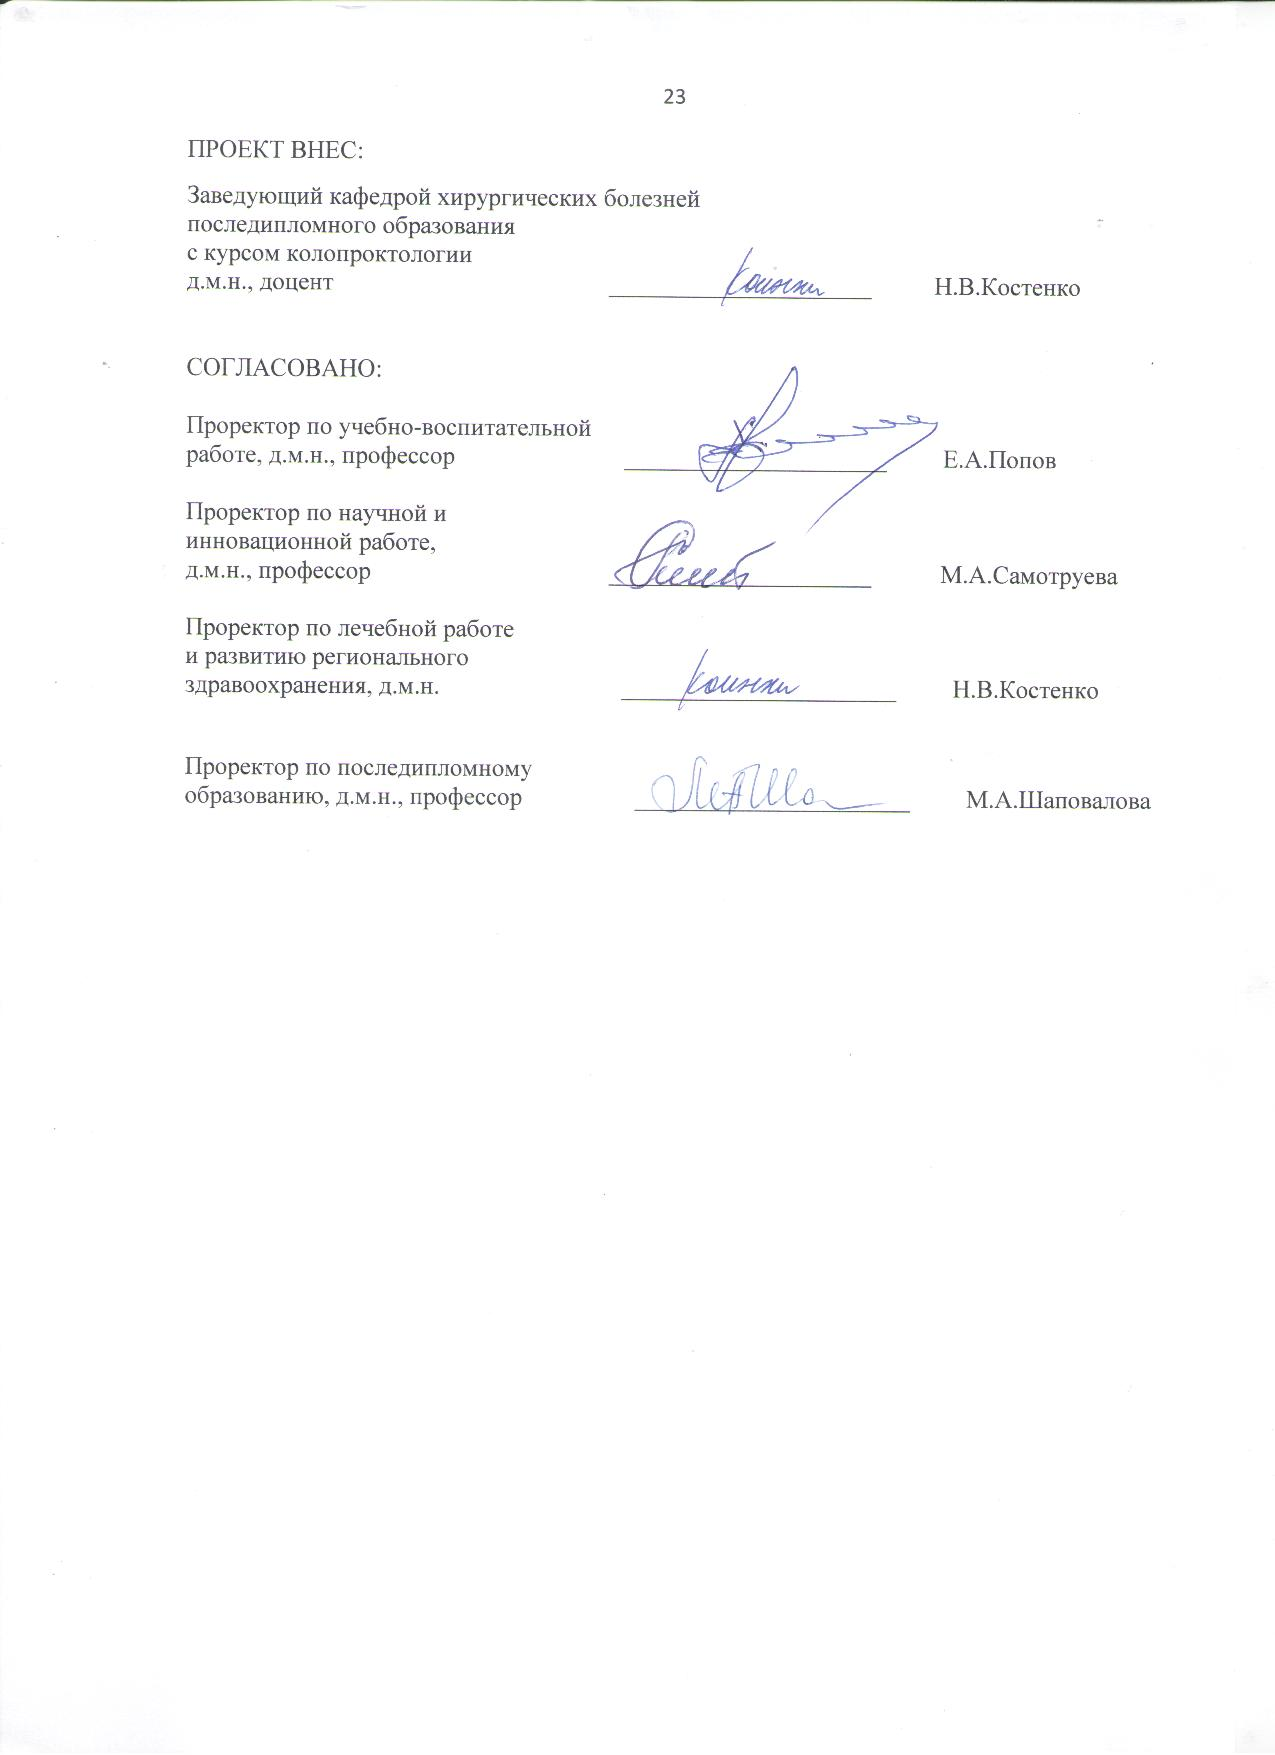 23
ПРОЕКТ ВНЕС:
Заведующий кафедрой хирургических болезней
последипломного образования
с курсом колопроктологии
д.м.н., доцент Н.В.Костенко
СОГЛАСОВАНО:
Проректор по учебно-воспитательной
работе, д.м.н., профессор Е.А.Попов
Проректор по научной и
инновационной работе,
д.м.н., профессор М.А.Самотруева
Проректор по лечебной работе
и развитию регионального
здравоохранения, д.м.н. Н.В.Костенко
Проректор по последипломному
образованию, д.м.н., профессор М.А.Шаповалова